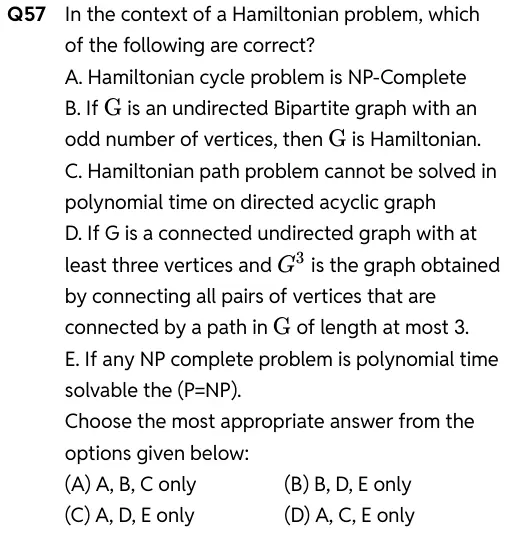 Q57 In the context of a Hamiltonian problem, which
of the following are correct?
A. Hamiltonian cycle problem is NP-Complete
B. If G is an undirected Bipartite graph with an
odd number of vertices, then G is Hamiltonian.
C. Hamiltonian path problem cannot be solved in
polynomial time on directed acyclic graph
D. If G is a connected undirected graph with at
least three vertices and G³ is the graph obtained
by connecting all pairs of vertices that are
connected by a path in G of length at most 3.
E. If any NP complete problem is polynomial time
solvable the (P=NP).
Choose the most appropriate answer from the
options given below:
(A) A, B, C only (B) B, D, E only
(C) A, D, E only (D) A, C, E only